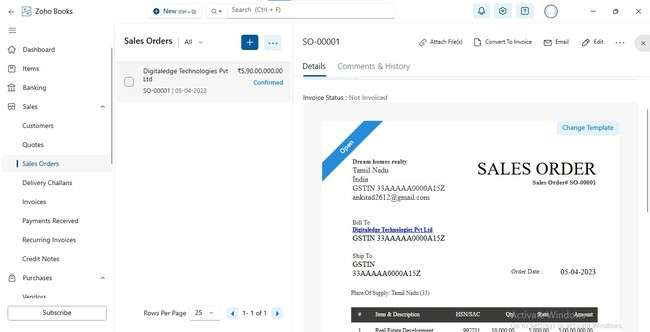 Zoho Books
New (Ctrl + Q)
Search (Ctrl + F)
Dashboard
Items
Banking
Sales
Customers
Quotes
Sales Orders
Delivery Challans
Invoices
Payments Received
Recurring Invoices
Credit Notes
Purchases
Vendors
Subscribe
Sales Orders All
Digitaledge Technologies Pvt Ltd ₹5,90,00,000.00
SO-00001 | 05-04-2023 Confirmed
Rows Per Page 25 1- 1 of 1
SO-00001
Attach File(s) Convert To Invoice Email Edit
Details Comments & History
Invoice Status : Not Invoiced
Change Template
Open
Dream homes realty
Tamil Nadu
India
GSTIN 33AAAAA0000A15Z
ankitad2612@gmail.com
SALES ORDER
Sales Order# SO-00001
Bill To
Digitaledge Technologies Pvt Ltd
GSTIN 33AAAAA0000A15Z
Ship To
GSTIN
33AAAAA0000A15Z
Order Date : 05-04-2023
Place Of Supply: Tamil Nadu (33)
# Item & Description HSN/SAC Qty Rate Amount
1 Real Estate Development 997211 10,000.00
Activate Windows